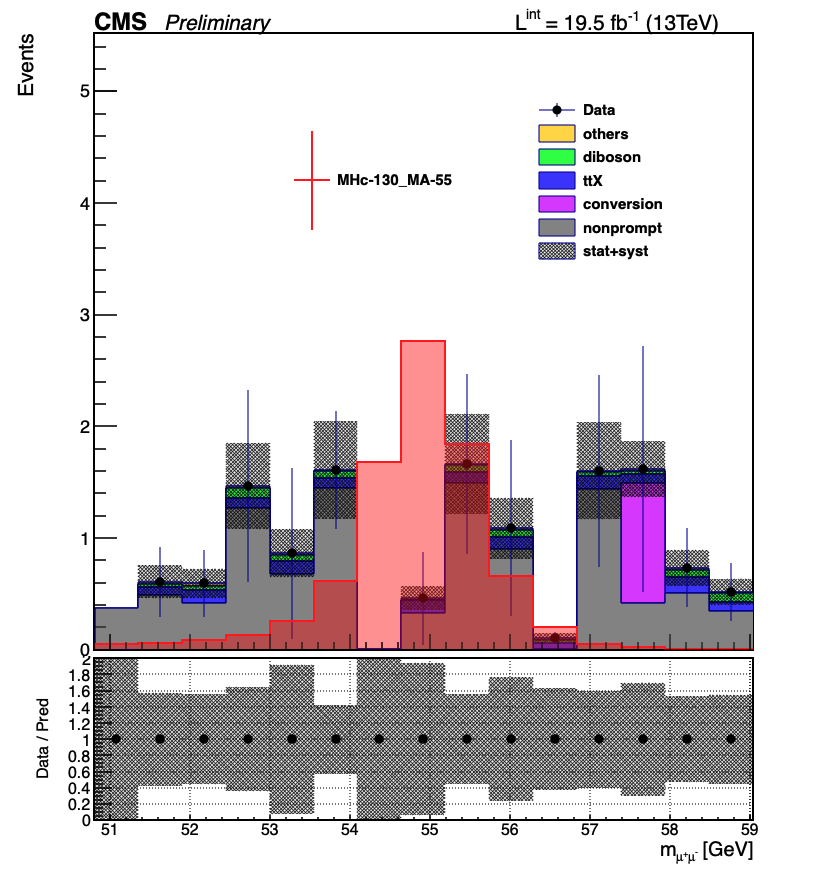 CMS Preliminary L^int = 19.5 fb^-1 (13TeV)
Events
5
4
3
2
1
0
Data
others
diboson
ttX
conversion
nonprompt
stat+syst
MHc-130_MA-55
Data / Pred
2
1.8
1.6
1.4
1.2
1
0.8
0.6
0.4
0.2
0
51 52 53 54 55 56 57 58 59
m_μ+μ- [GeV]